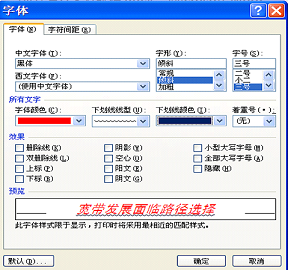 字体
字体(N) 字符间距(R)
中文字体(T): 字形(Y): 字号(S):
黑体 倾斜 三号
西文字体(F): 常规 二号
(使用中文字体) 倾斜 小二
加粗 三号
所有文字
字体颜色(C): 下划线线型(U): 下划线颜色(I): 着重号(·):
(无)
效果
删除线(K) 阴影(W) 小型大写字母(M)
双删除线(L) 空心(O) 全部大写字母(A)
上标(P) 阳文(E) 隐藏(H)
下标(B) 阴文(G)
预览
宽带发展面临路径选择
此字体样式限于显示,打印时将采用最相近的匹配样式。
默认(D)... 确定 取消